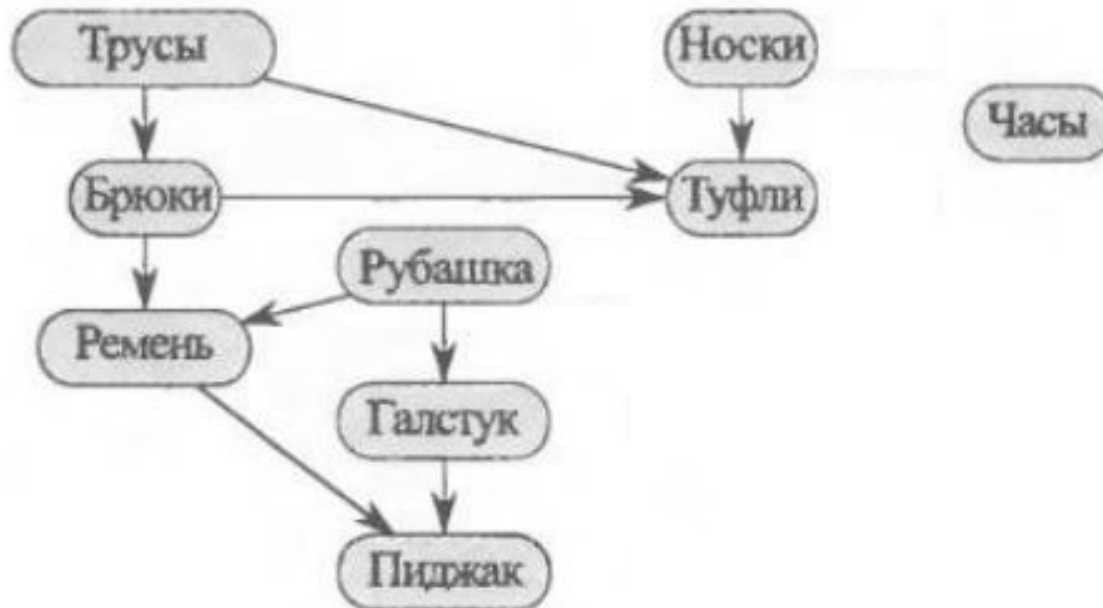 Трусы
Носки
Часы
Брюки
Туфли
Рубашка
Ремень
Галстук
Пиджак